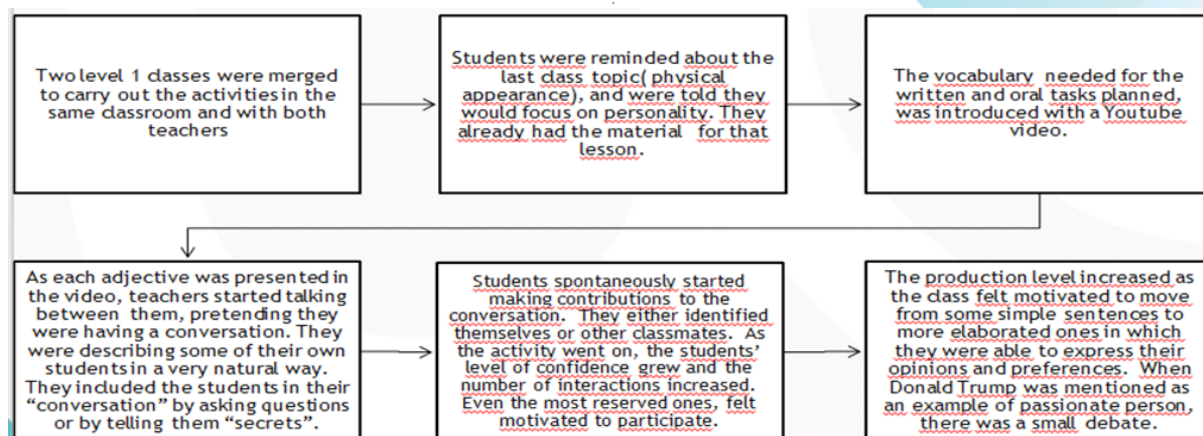 Two level 1 classes were merged
to carry out the activities in the
same classroom and with both
teachers
Students were reminded about the
last class topic( physical
appearance), and were told they
would focus on personality. They
already had the material for that
lesson.
The vocabulary needed for the
written and oral tasks planned,
was introduced with a Youtube
video.
As each adjective was presented in
the video, teachers started talking
between them, pretending they
were having a conversation. They
were describing some of their own
students in a very natural way.
They included the students in their
“conversation” by asking questions
or by telling them “secrets”.
Students spontaneously started
making contributions to the
conversation. They either identified
themselves or other classmates. As
the activity went on, the students’
level of confidence grew and the
number of interactions increased.
Even the most reserved ones, felt
motivated to participate.
The production level increased as
the class felt motivated to move
from some simple sentences to
more elaborated ones in which
they were able to express their
opinions and preferences. When
Donald Trump was mentioned as
an example of passionate person,
there was a small debate.